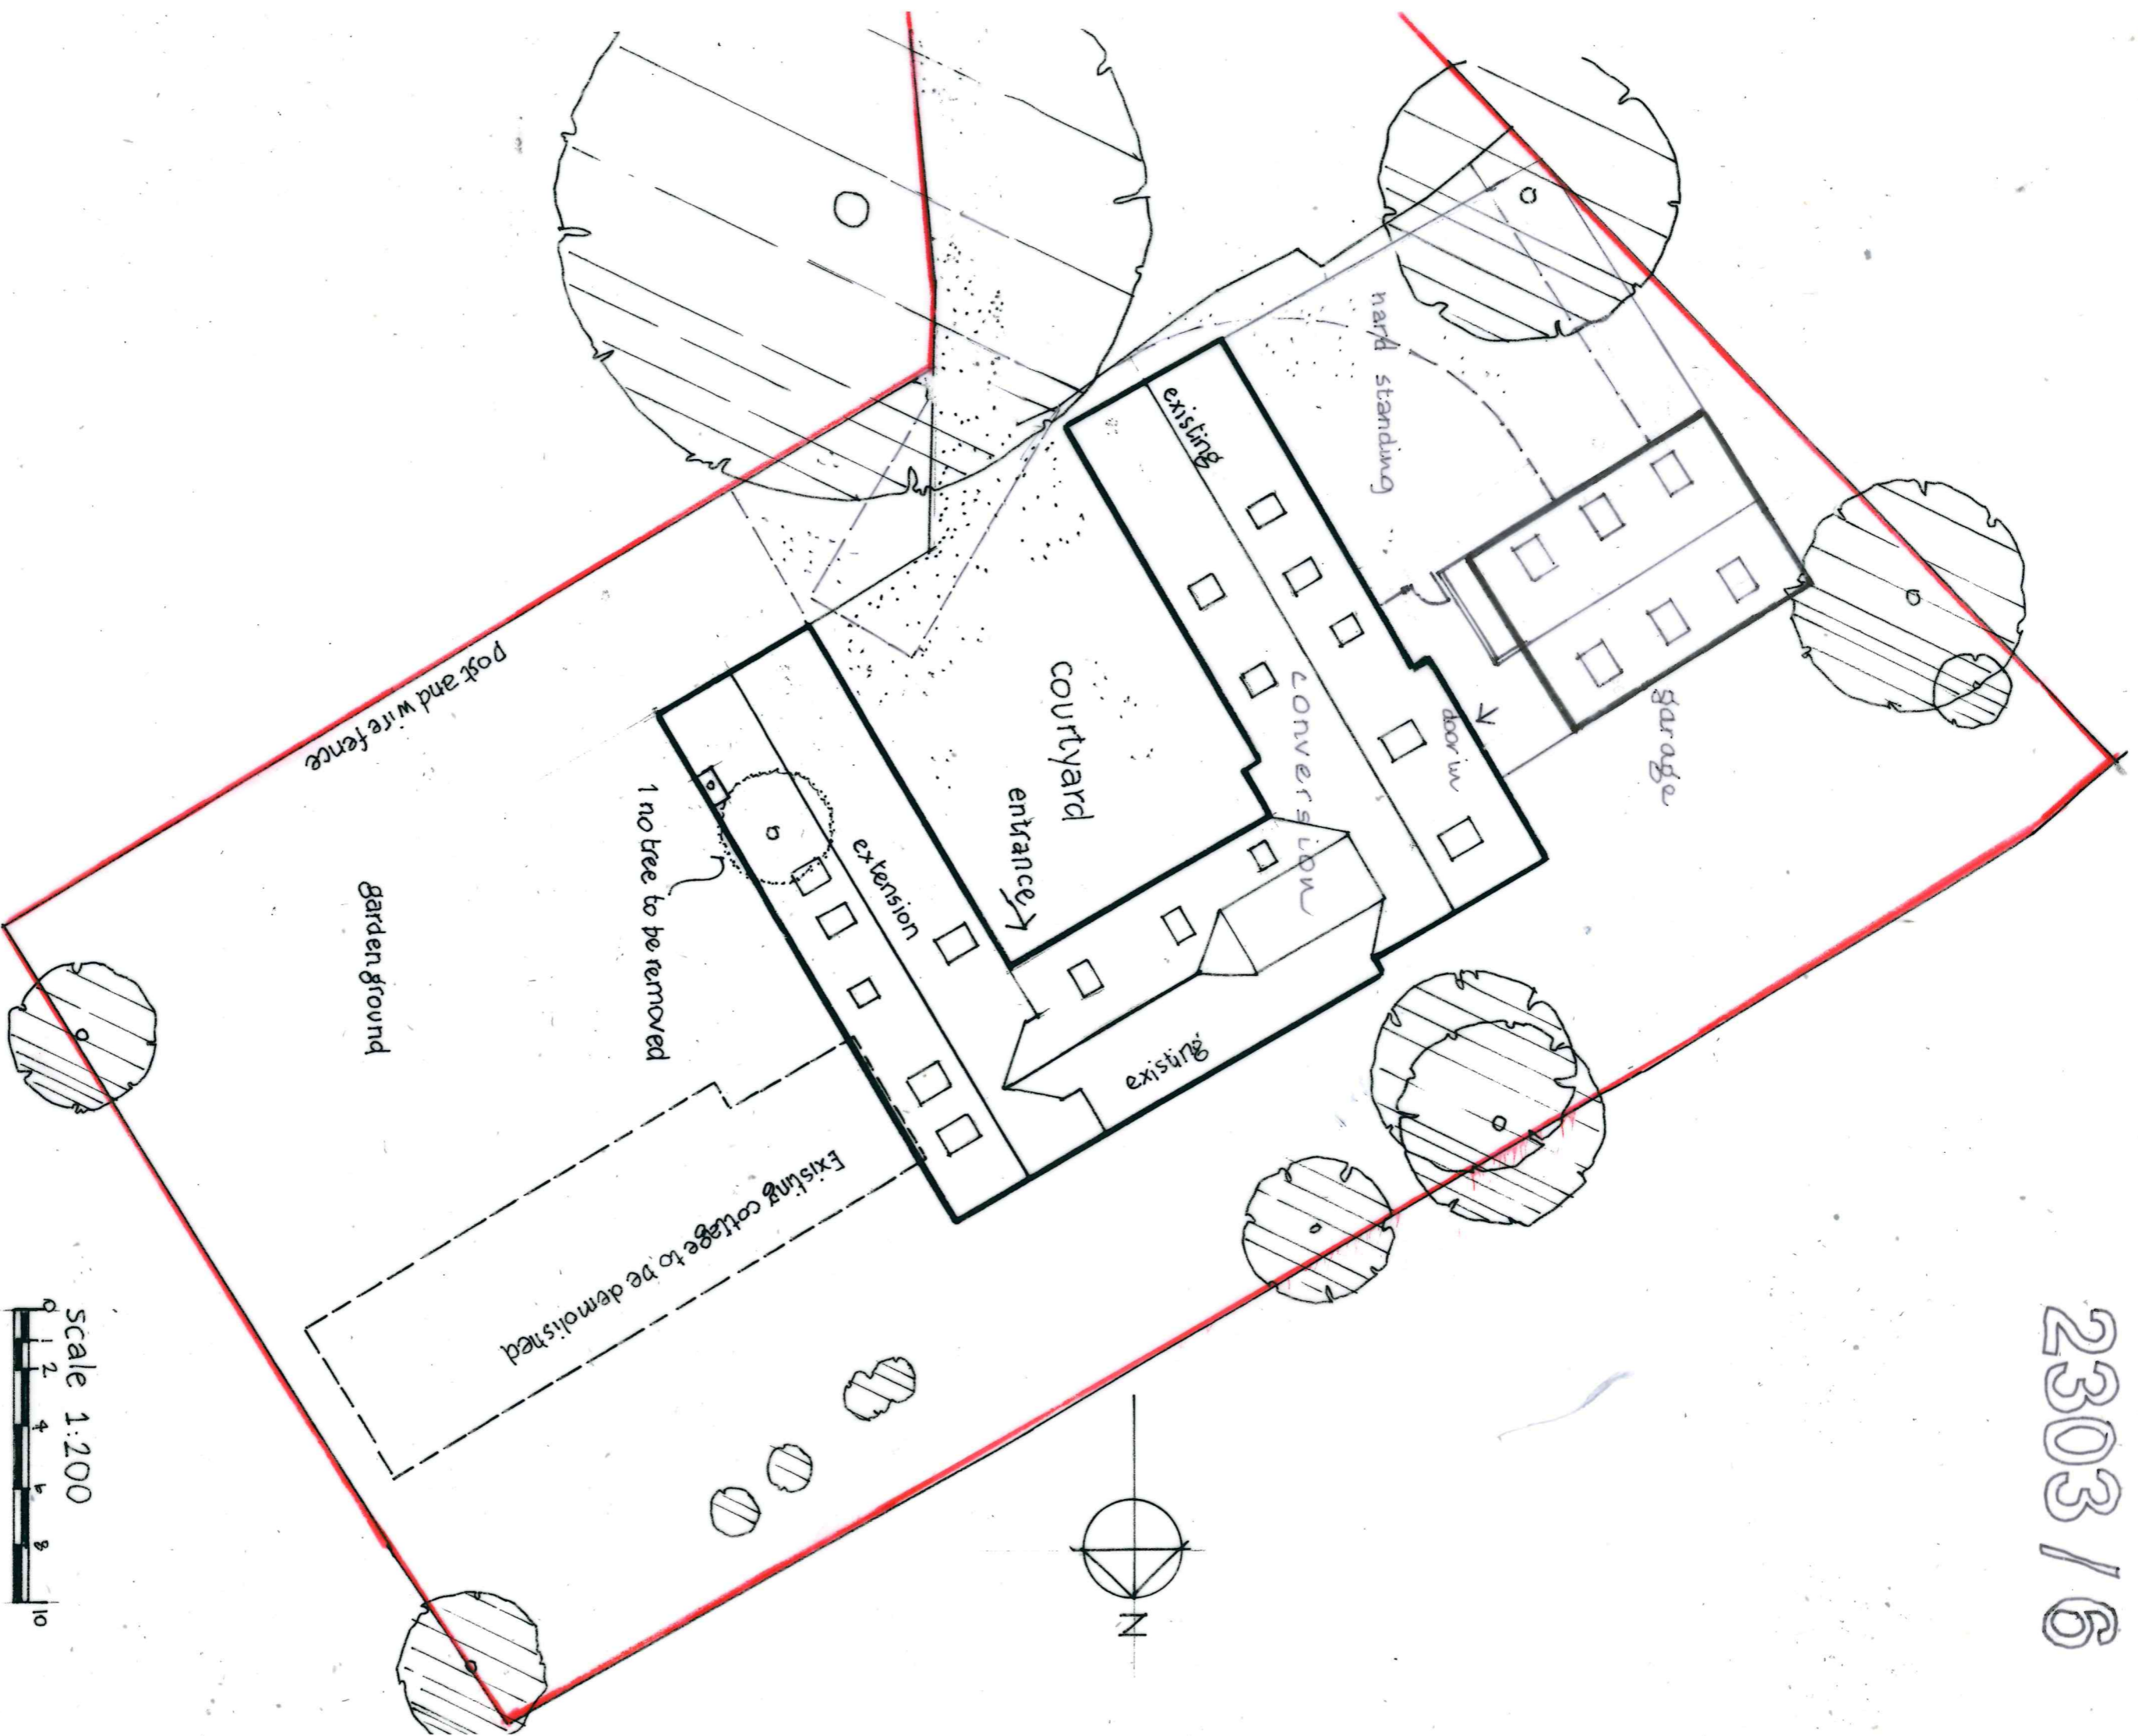 2303 / 6
hard standing
garage
door in
existing
conversion
courtyard
entrance
existing
extension
1 no tree to be removed
post and wire fence
garden ground
Existing cottage to be demolished
N
scale 1:200
0 1 2 4 6 8 10